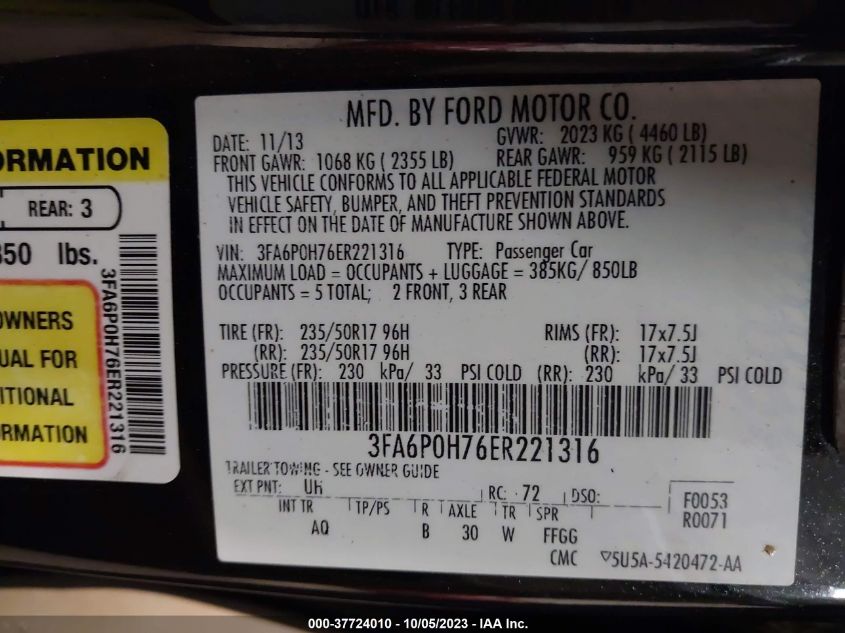 ORMATION
REAR: 3
850 lbs.
3FA6P0H76ER221316
OWNERS
UAL FOR
ITIONAL
ORMATION
MFD. BY FORD MOTOR CO.
DATE: 11/13 GVWR: 2023 KG ( 4460 LB)
FRONT GAWR: 1068 KG ( 2355 LB) REAR GAWR: 959 KG ( 2115 LB)
THIS VEHICLE CONFORMS TO ALL APPLICABLE FEDERAL MOTOR
VEHICLE SAFETY, BUMPER, AND THEFT PREVENTION STANDARDS
IN EFFECT ON THE DATE OF MANUFACTURE SHOWN ABOVE.
VIN: 3FA6P0H76ER221316 TYPE: Passenger Car
MAXIMUM LOAD = OCCUPANTS + LUGGAGE = 385KG/ 850LB
OCCUPANTS = 5 TOTAL; 2 FRONT, 3 REAR
TIRE (FR): 235/50R17 96H RIMS (FR): 17x7.5J
(RR): 235/50R17 96H (RR): 17x7.5J
PRESSURE (FR): 230 kPa/ 33 PSI COLD (RR): 230 kPa/ 33 PSI COLD
3FA6P0H76ER221316
TRAILER TOWING - SEE OWNER GUIDE
EXT PNT: UH RC: 72 DSO: F0053
INT TR TP/PS R AXLE TR SPR R0071
AQ B 30 W FFGG
CMC 5U5A-5420472-AA
000-37724010 - 10/05/2023 - IAA Inc.